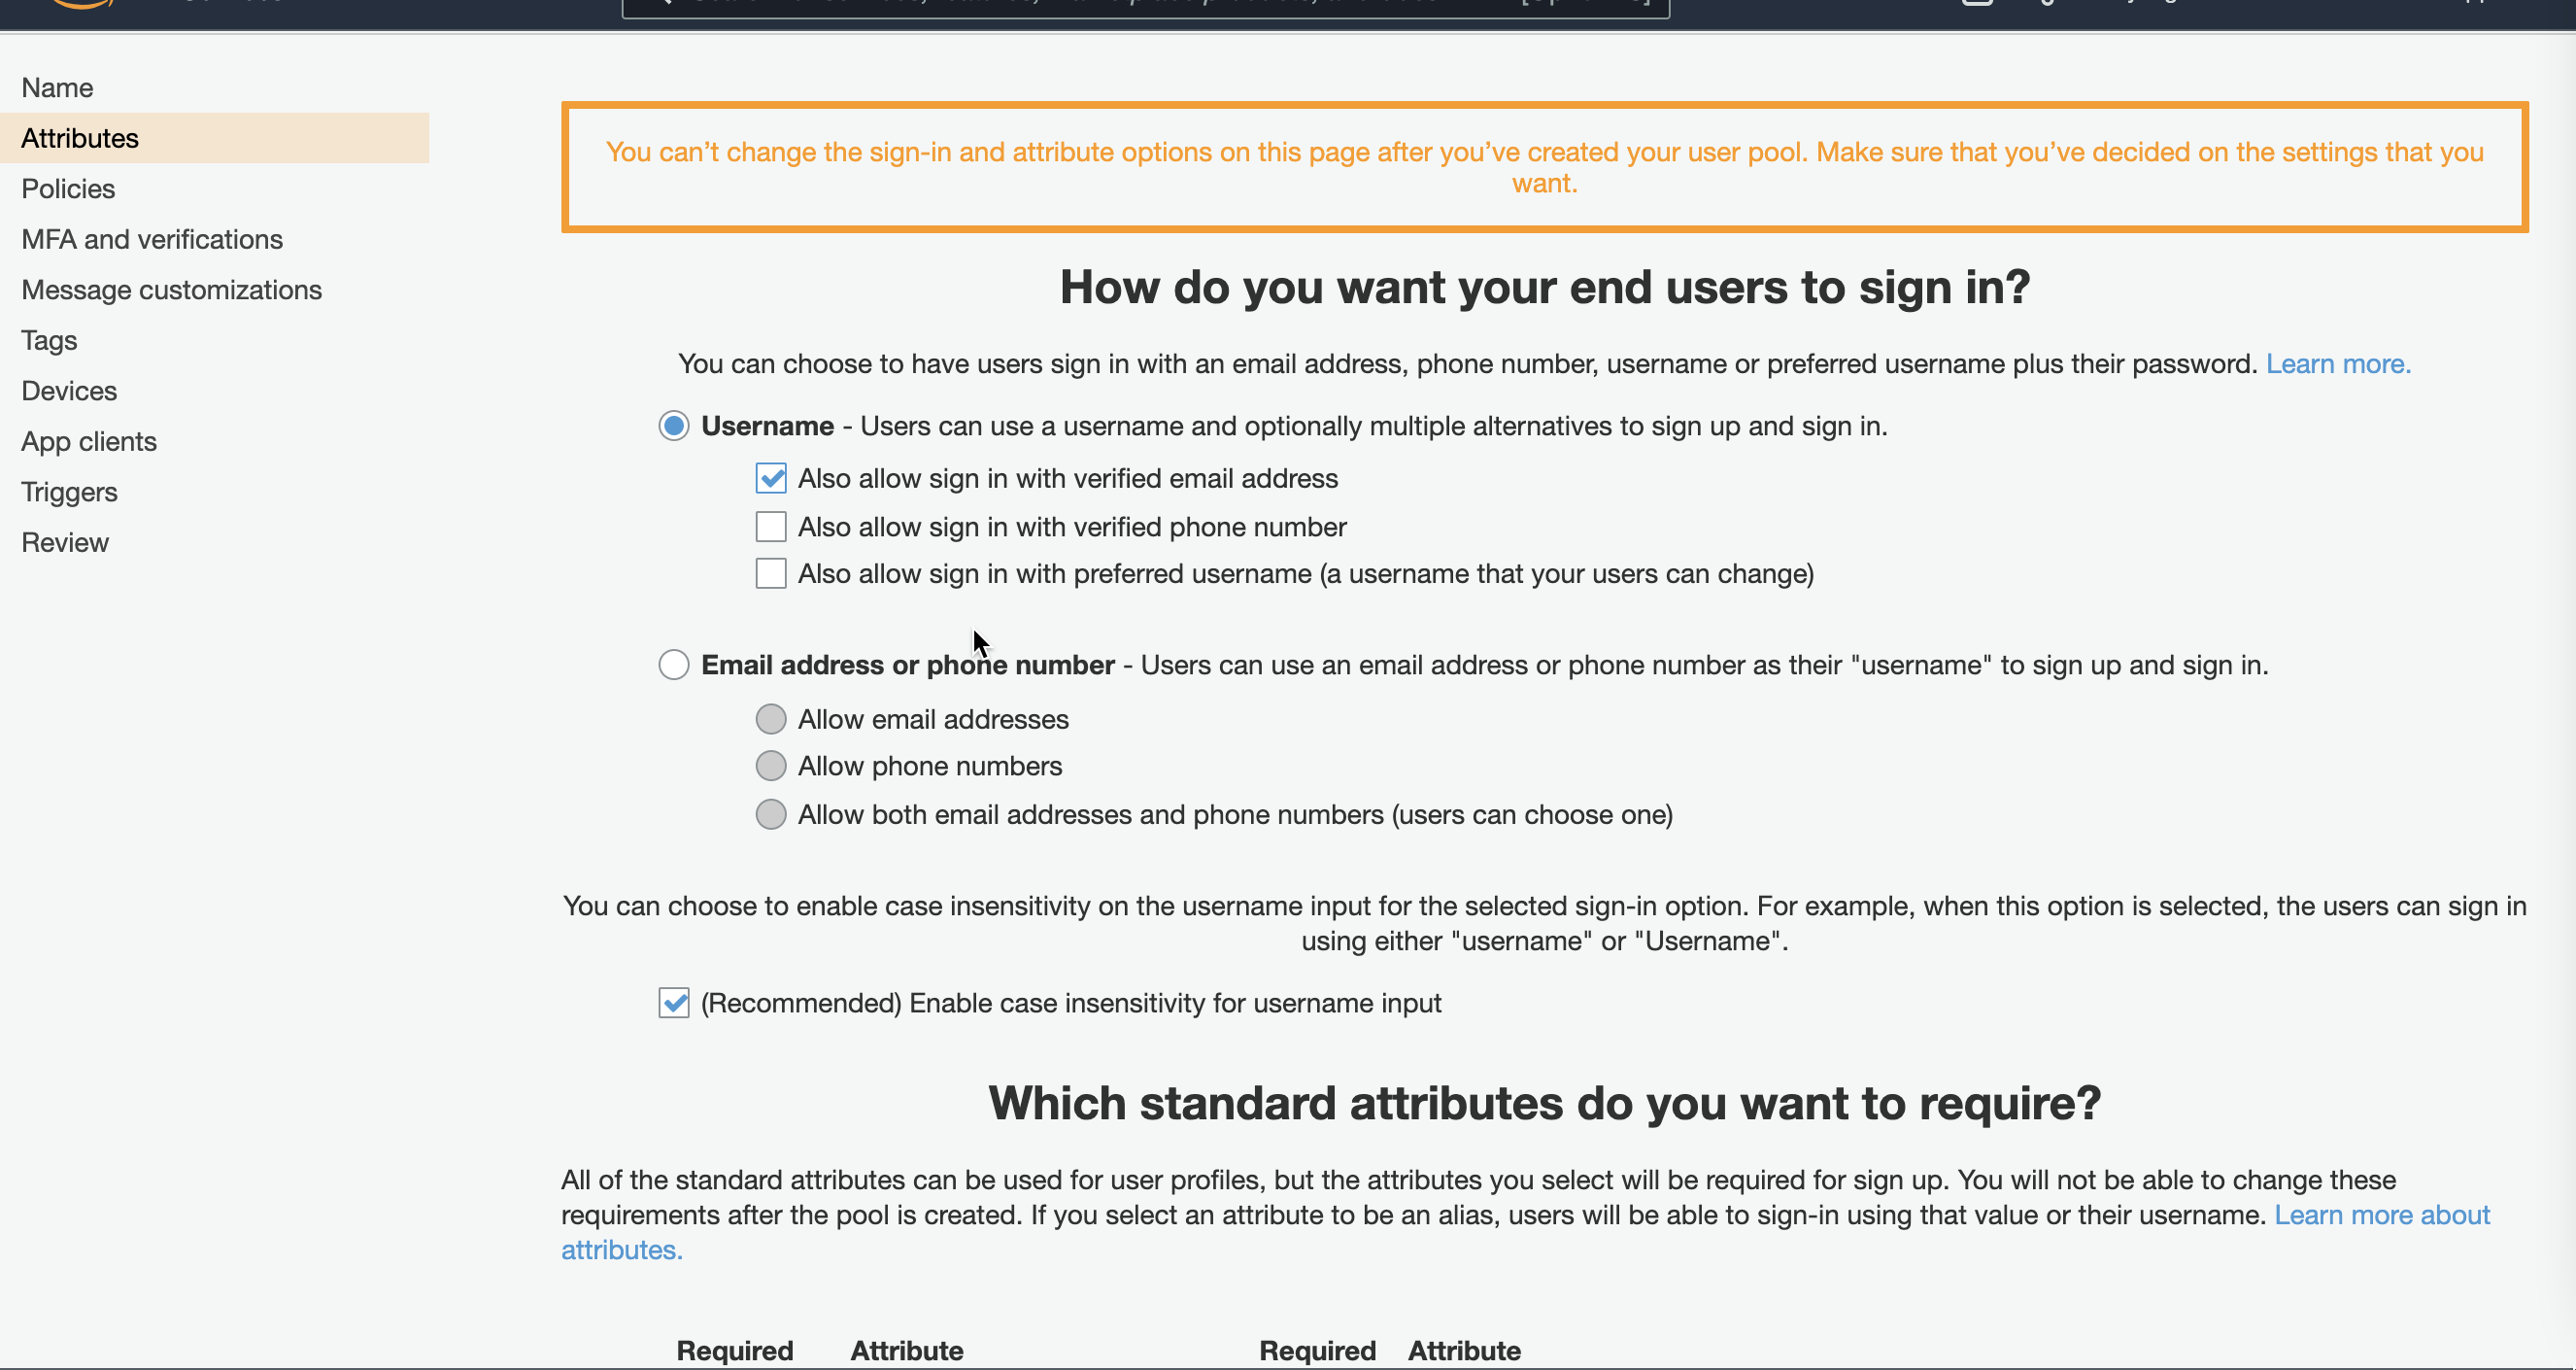 Name
Attributes
Policies
MFA and verifications
Message customizations
Tags
Devices
App clients
Triggers
Review
You can’t change the sign-in and attribute options on this page after you’ve created your user pool. Make sure that you’ve decided on the settings that you
want.
How do you want your end users to sign in?
You can choose to have users sign in with an email address, phone number, username or preferred username plus their password. Learn more.
Username - Users can use a username and optionally multiple alternatives to sign up and sign in.
Also allow sign in with verified email address
Also allow sign in with verified phone number
Also allow sign in with preferred username (a username that your users can change)
Email address or phone number - Users can use an email address or phone number as their "username" to sign up and sign in.
Allow email addresses
Allow phone numbers
Allow both email addresses and phone numbers (users can choose one)
You can choose to enable case insensitivity on the username input for the selected sign-in option. For example, when this option is selected, the users can sign in
using either "username" or "Username".
(Recommended) Enable case insensitivity for username input
Which standard attributes do you want to require?
All of the standard attributes can be used for user profiles, but the attributes you select will be required for sign up. You will not be able to change these
requirements after the pool is created. If you select an attribute to be an alias, users will be able to sign-in using that value or their username. Learn more about
attributes.
Required Attribute Required Attribute